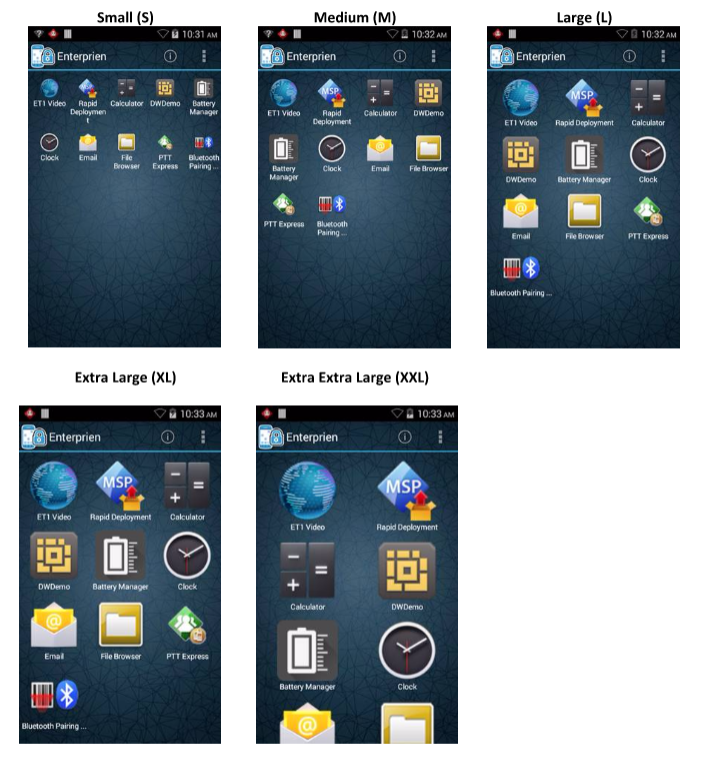 Small (S)
Medium (M)
Large (L)
10:31 AM
Enterprien
ET1 Video
Rapid
Deploymen
t
Calculator
DWDemo
Battery
Manager
Clock
Email
File
Browser
PTT
Express
Bluetooth
Pairing ...
10:32 AM
Enterprien
ET1 Video
MSP
Rapid
Deployment
Calculator
DWDemo
Battery
Manager
Clock
Email
File Browser
PTT Express
Bluetooth
Pairing ...
10:32 AM
Enterprien
ET1 Video
MSP
Rapid Deployment
Calculator
DWDemo
Battery Manager
Clock
Email
File Browser
PTT Express
Bluetooth Pairing ...
Extra Large (XL)
Extra Extra Large (XXL)
10:33 AM
Enterprien
ET1 Video
MSP
Rapid Deployment
Calculator
DWDemo
Battery Manager
Clock
Email
File Browser
PTT Express
Bluetooth Pairing ...
10:33 AM
Enterprien
ET1 Video
MSP
Rapid Deployment
Calculator
DWDemo
Battery Manager
Clock